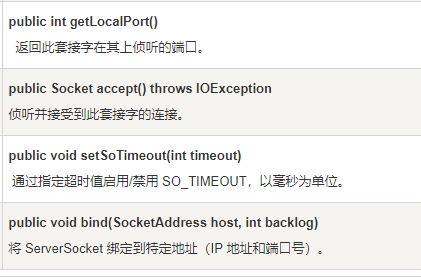 public int getLocalPort()
返回此套接字在其上侦听的端口。
public Socket accept() throws IOException
侦听并接受到此套接字的连接。
public void setSoTimeout(int timeout)
通过指定超时值启用/禁用 SO_TIMEOUT，以毫秒为单位。
public void bind(SocketAddress host, int backlog)
将 ServerSocket 绑定到特定地址（IP 地址和端口号）。